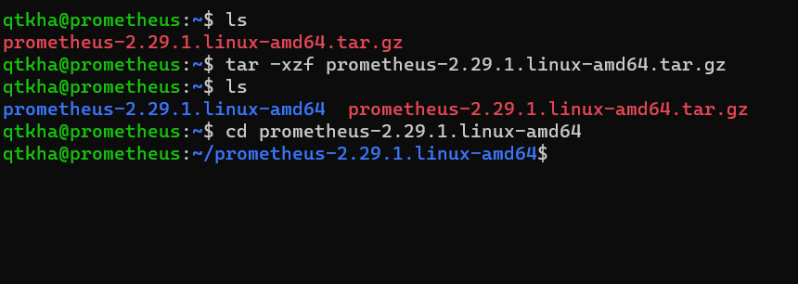 qtkha@prometheus:~$ ls
prometheus-2.29.1.linux-amd64.tar.gz
qtkha@prometheus:~$ tar -xzf prometheus-2.29.1.linux-amd64.tar.gz
qtkha@prometheus:~$ ls
prometheus-2.29.1.linux-amd64  prometheus-2.29.1.linux-amd64.tar.gz
qtkha@prometheus:~$ cd prometheus-2.29.1.linux-amd64
qtkha@prometheus:~/prometheus-2.29.1.linux-amd64$